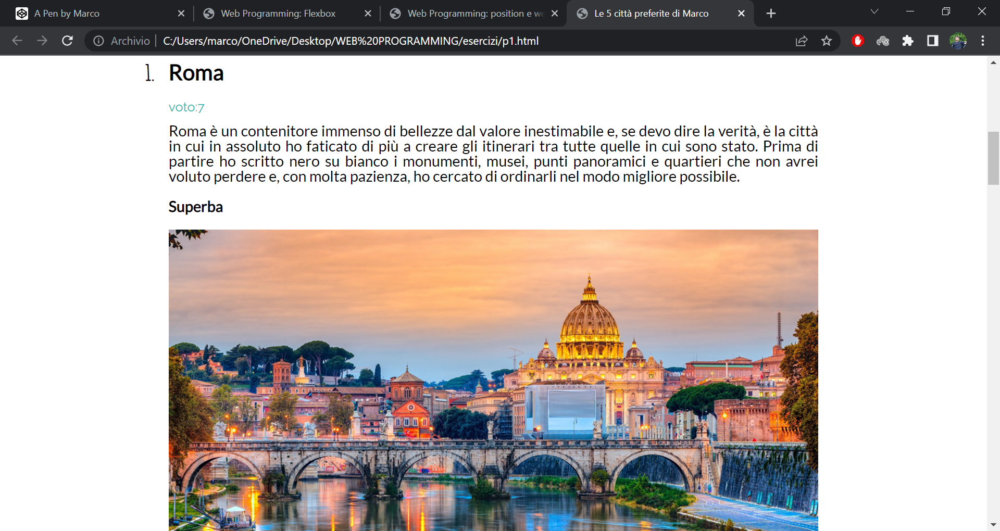 A Pen by Marco
Web Programming: Flexbox
Web Programming: position e we
Le 5 città preferite di Marco
Archivio
C:/Users/marco/OneDrive/Desktop/WEB%20PROGRAMMING/esercizi/p1.html
1. Roma
voto:7
Roma è un contenitore immenso di bellezze dal valore inestimabile e, se devo dire la verità, è la città
in cui in assoluto ho faticato di più a creare gli itinerari tra tutte quelle in cui sono stato. Prima di
partire ho scritto nero su bianco i monumenti, musei, punti panoramici e quartieri che non avrei
voluto perdere e, con molta pazienza, ho cercato di ordinarli nel modo migliore possibile.
Superba